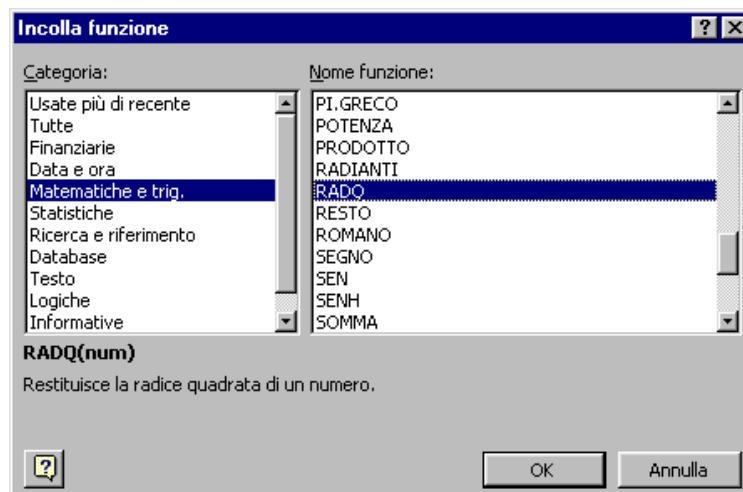 Incolla funzione
Categoria:
Nome funzione:
Usate più di recente
Tutte
Finanziarie
Data e ora
Matematiche e trig.
Statistiche
Ricerca e riferimento
Database
Testo
Logiche
Informative
PI.GRECO
POTENZA
PRODOTTO
RADIANTI
RADQ
RESTO
ROMANO
SEGNO
SEN
SENH
SOMMA
RADQ(num)
Restituisce la radice quadrata di un numero.
OK
Annulla